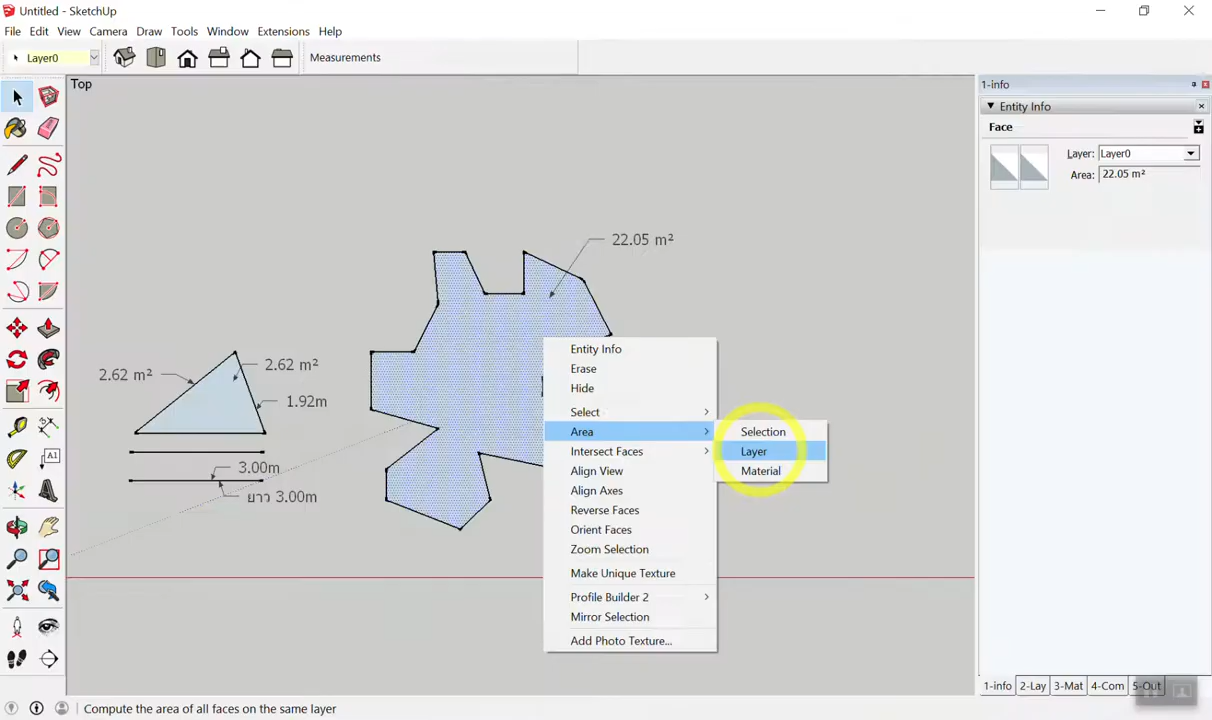 Untitled - SketchUp
File Edit View Camera Draw Tools Window Extensions Help
Layer0
Measurements
Top
1-info
Entity Info
Face
Layer: Layer0
Area: 22.05 m²
22.05 m²
2.62 m²
2.62 m²
1.92m
3.00m
ยาว 3.00m
Entity Info
Erase
Hide
Select
Area
Intersect Faces
Align View
Align Axes
Reverse Faces
Orient Faces
Zoom Selection
Make Unique Texture
Profile Builder 2
Mirror Selection
Add Photo Texture...
Selection
Layer
Material
A1
1-info 2-Lay 3-Mat 4-Com 5-Out
Compute the area of all faces on the same layer